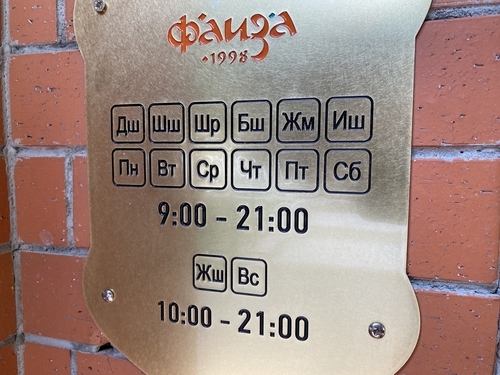 Фаиза
1998
Дш Шш Шр Бш Жм Иш
Пн Вт Ср Чт Пт Сб
9:00 - 21:00
Жш Вс
10:00 - 21:00